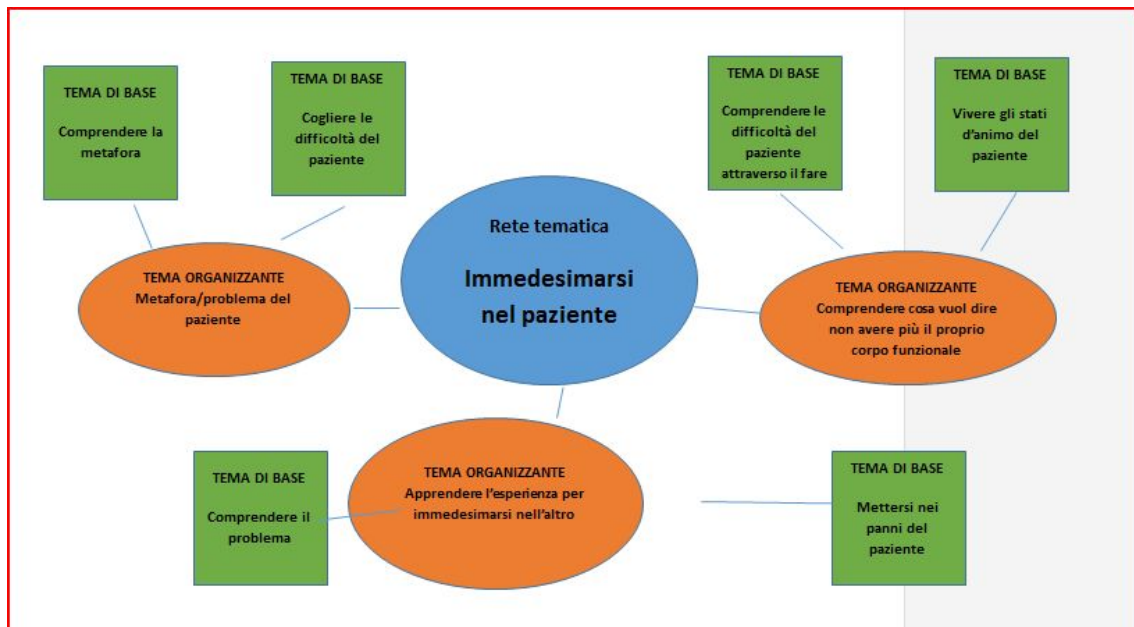 TEMA DI BASE
Comprendere la
metafora
TEMA DI BASE
Cogliere le
difficoltà del
paziente
TEMA DI BASE
Comprendere le
difficoltà del
paziente
attraverso il fare
TEMA DI BASE
Vivere gli stati
d'animo del
paziente
Rete tematica
Immedesimarsi
nel paziente
TEMA ORGANIZZANTE
Metafora/problema del
paziente
TEMA ORGANIZZANTE
Comprendere cosa vuol dire
non avere più il proprio
corpo funzionale
TEMA DI BASE
Comprendere il
problema
TEMA ORGANIZZANTE
Apprendere l'esperienza per
immedesimarsi nell'altro
TEMA DI BASE
Mettersi nei
panni del
paziente